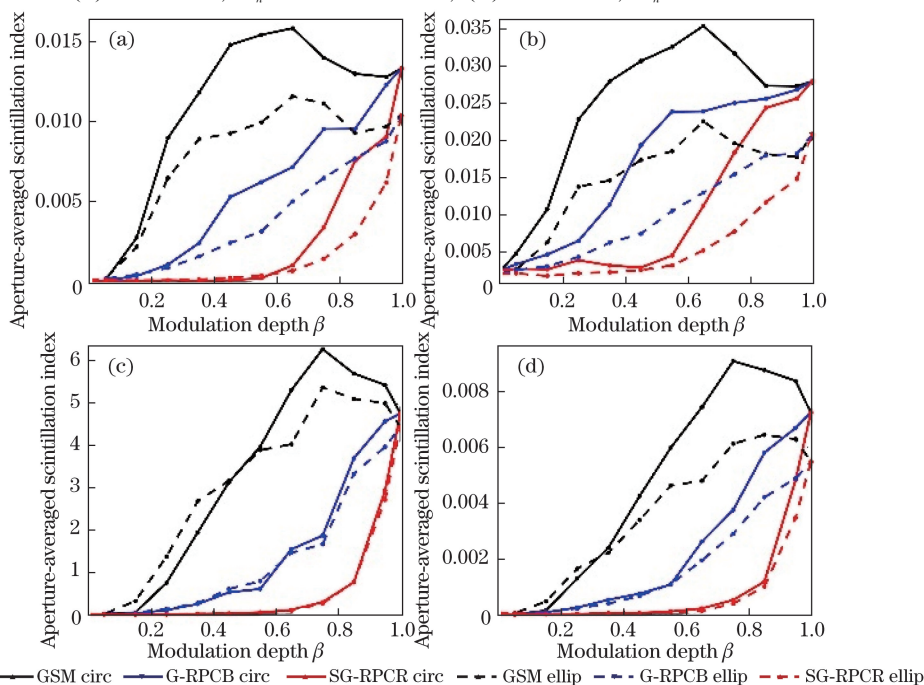 (a)
Aperture-averaged scintillation index
0.015
0.010
0.005
0
0.2 0.4 0.6 0.8 1.0
Modulation depth β
(b)
Aperture-averaged scintillation index
0.035
0.030
0.025
0.020
0.015
0.010
0.005
0
0.2 0.4 0.6 0.8 1.0
Modulation depth β
(c)
Aperture-averaged scintillation index
6
5
4
3
2
1
0
0.2 0.4 0.6 0.8 1.0
Modulation depth β
(d)
Aperture-averaged scintillation index
0.008
0.006
0.004
0.002
0
0.2 0.4 0.6 0.8 1.0
Modulation depth β
GSM circ G-RPCB circ SG-RPCR circ GSM ellip G-RPCB ellip SG-RPCR ellip